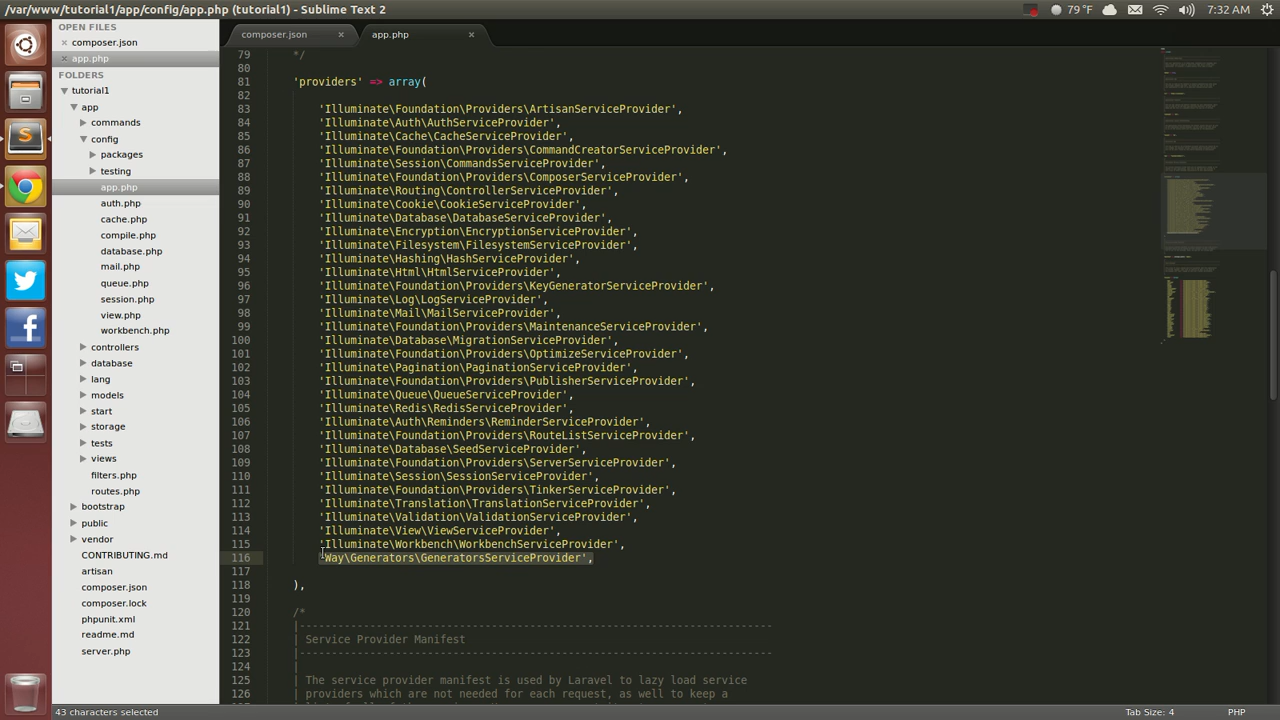 /var/www/tutorial1/app/config/app.php (tutorial1) - Sublime Text 2
79 °F
7:32 AM
OPEN FILES
composer.json
app.php
FOLDERS
tutorial1
app
commands
config
packages
testing
app.php
auth.php
cache.php
compile.php
database.php
mail.php
queue.php
session.php
view.php
workbench.php
controllers
database
lang
models
start
storage
tests
views
filters.php
routes.php
bootstrap
public
vendor
CONTRIBUTING.md
artisan
composer.json
composer.lock
phpunit.xml
readme.md
server.php
composer.json
app.php
79 */
80
81 'providers' => array(
82
83 'Illuminate\Foundation\Providers\ArtisanServiceProvider',
84 'Illuminate\Auth\AuthServiceProvider',
85 'Illuminate\Cache\CacheServiceProvider',
86 'Illuminate\Foundation\Providers\CommandCreatorServiceProvider',
87 'Illuminate\Session\CommandsServiceProvider',
88 'Illuminate\Foundation\Providers\ComposerServiceProvider',
89 'Illuminate\Routing\ControllerServiceProvider',
90 'Illuminate\Cookie\CookieServiceProvider',
91 'Illuminate\Database\DatabaseServiceProvider',
92 'Illuminate\Encryption\EncryptionServiceProvider',
93 'Illuminate\Filesystem\FilesystemServiceProvider',
94 'Illuminate\Hashing\HashServiceProvider',
95 'Illuminate\Html\HtmlServiceProvider',
96 'Illuminate\Foundation\Providers\KeyGeneratorServiceProvider',
97 'Illuminate\Log\LogServiceProvider',
98 'Illuminate\Mail\MailServiceProvider',
99 'Illuminate\Foundation\Providers\MaintenanceServiceProvider',
100 'Illuminate\Database\MigrationServiceProvider',
101 'Illuminate\Foundation\Providers\OptimizeServiceProvider',
102 'Illuminate\Pagination\PaginationServiceProvider',
103 'Illuminate\Foundation\Providers\PublisherServiceProvider',
104 'Illuminate\Queue\QueueServiceProvider',
105 'Illuminate\Redis\RedisServiceProvider',
106 'Illuminate\Auth\Reminders\ReminderServiceProvider',
107 'Illuminate\Foundation\Providers\RouteListServiceProvider',
108 'Illuminate\Database\SeedServiceProvider',
109 'Illuminate\Foundation\Providers\ServerServiceProvider',
110 'Illuminate\Session\SessionServiceProvider',
111 'Illuminate\Foundation\Providers\TinkerServiceProvider',
112 'Illuminate\Translation\TranslationServiceProvider',
113 'Illuminate\Validation\ValidationServiceProvider',
114 'Illuminate\View\ViewServiceProvider',
115 'Illuminate\Workbench\WorkbenchServiceProvider',
116 'Way\Generators\GeneratorsServiceProvider',
117
118 ),
119
120 /*
121 |--------------------------------------------------------------------------
122 | Service Provider Manifest
123 |--------------------------------------------------------------------------
124 |
125 | The service provider manifest is used by Laravel to lazy load service
126 | providers which are not needed for each request, as well to keep a
43 characters selected
Tab Size: 4
PHP